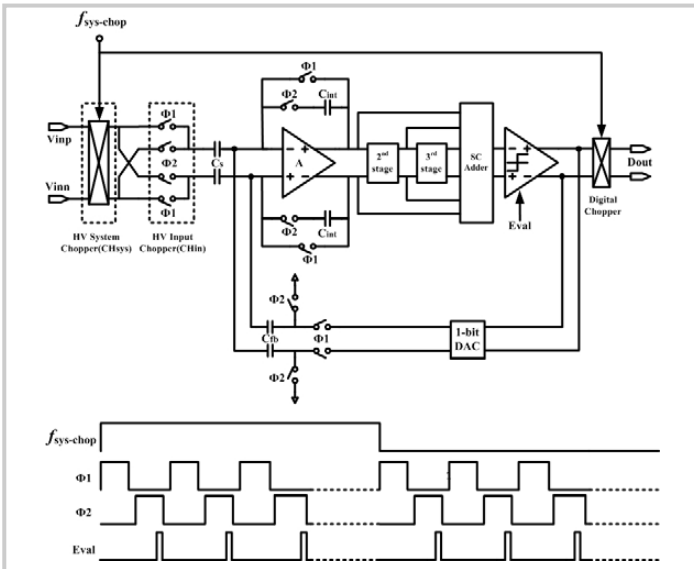 fsys-chop
Φ1
Φ2
Cint
Φ1
Vinp
Φ2
Cs
A
2nd stage
3rd stage
SC Adder
Dout
Vinn
Φ1
Φ2
Cint
Φ1
Eval
Digital Chopper
HV System Chopper(CHsys)
HV Input Chopper(CHin)
Φ2
Cfb
Φ1
1-bit DAC
Φ2
fsys-chop
Φ1
Φ2
Eval